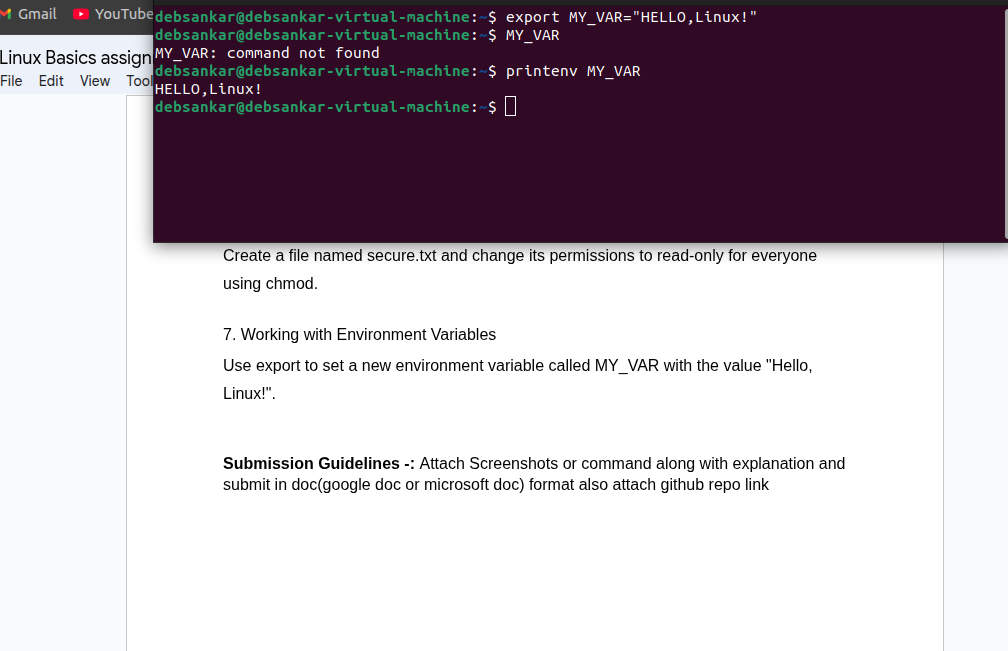 Gmail YouTube
debsankar@debsankar-virtual-machine:~$ export MY_VAR="HELLO,Linux!"
debsankar@debsankar-virtual-machine:~$ MY_VAR
MY_VAR: command not found
debsankar@debsankar-virtual-machine:~$ printenv MY_VAR
HELLO,Linux!
debsankar@debsankar-virtual-machine:~$
Linux Basics assign
File Edit View Tool
Create a file named secure.txt and change its permissions to read-only for everyone
using chmod.
7. Working with Environment Variables
Use export to set a new environment variable called MY_VAR with the value "Hello,
Linux!".
Submission Guidelines -: Attach Screenshots or command along with explanation and
submit in doc(google doc or microsoft doc) format also attach github repo link